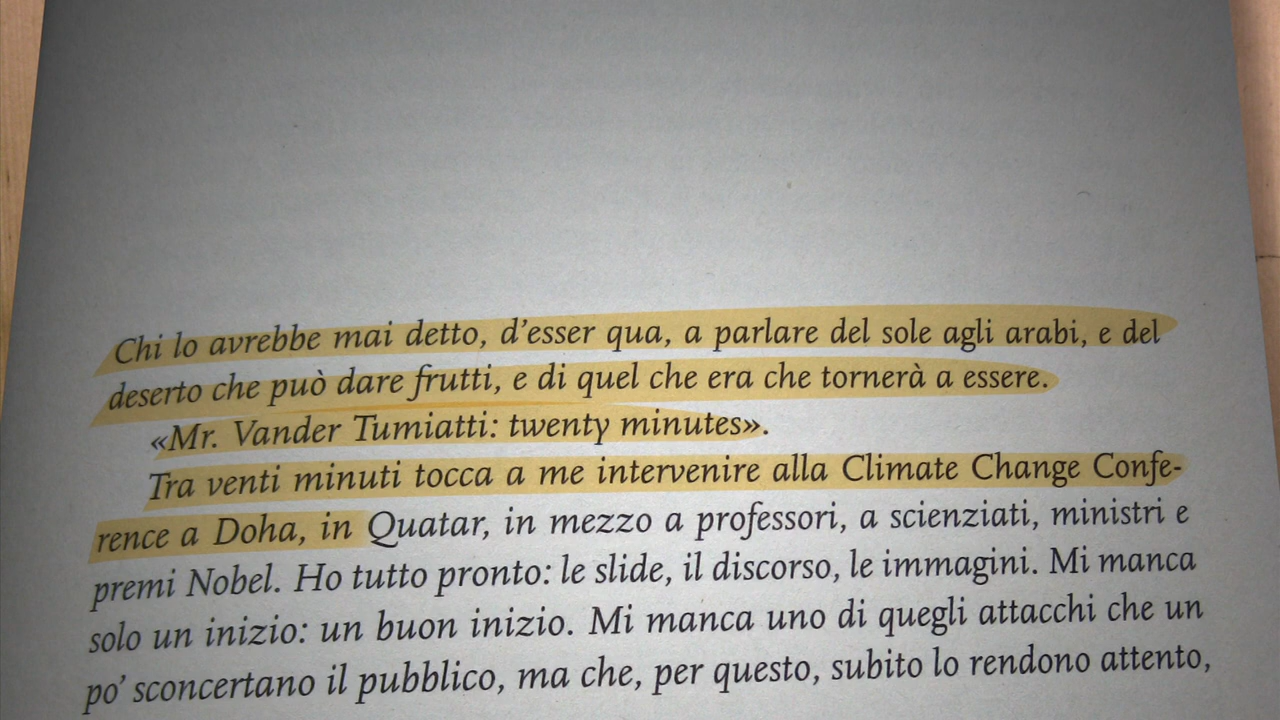 Chi lo avrebbe mai detto, d'esser qua, a parlare del sole agli arabi, e del
deserto che può dare frutti, e di quel che era che tornerà a essere.
«Mr. Vander Tumiatti: twenty minutes».
Tra venti minuti tocca a me intervenire alla Climate Change Confe-
rence a Doha, in Quatar, in mezzo a professori, a scienziati, ministri e
premi Nobel. Ho tutto pronto: le slide, il discorso, le immagini. Mi manca
solo un inizio: un buon inizio. Mi manca uno di quegli attacchi che un
po' sconcertano il pubblico, ma che, per questo, subito lo rendono attento,